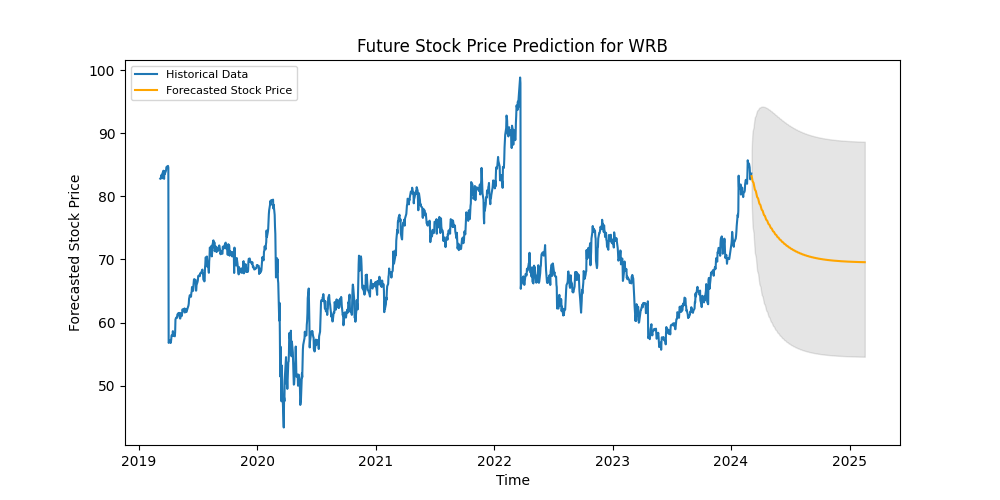 Future Stock Price Prediction for WRB
Historical Data
Forecasted Stock Price
100
90
80
70
60
50
Forecasted Stock Price
2019 2020 2021 2022 2023 2024 2025
Time